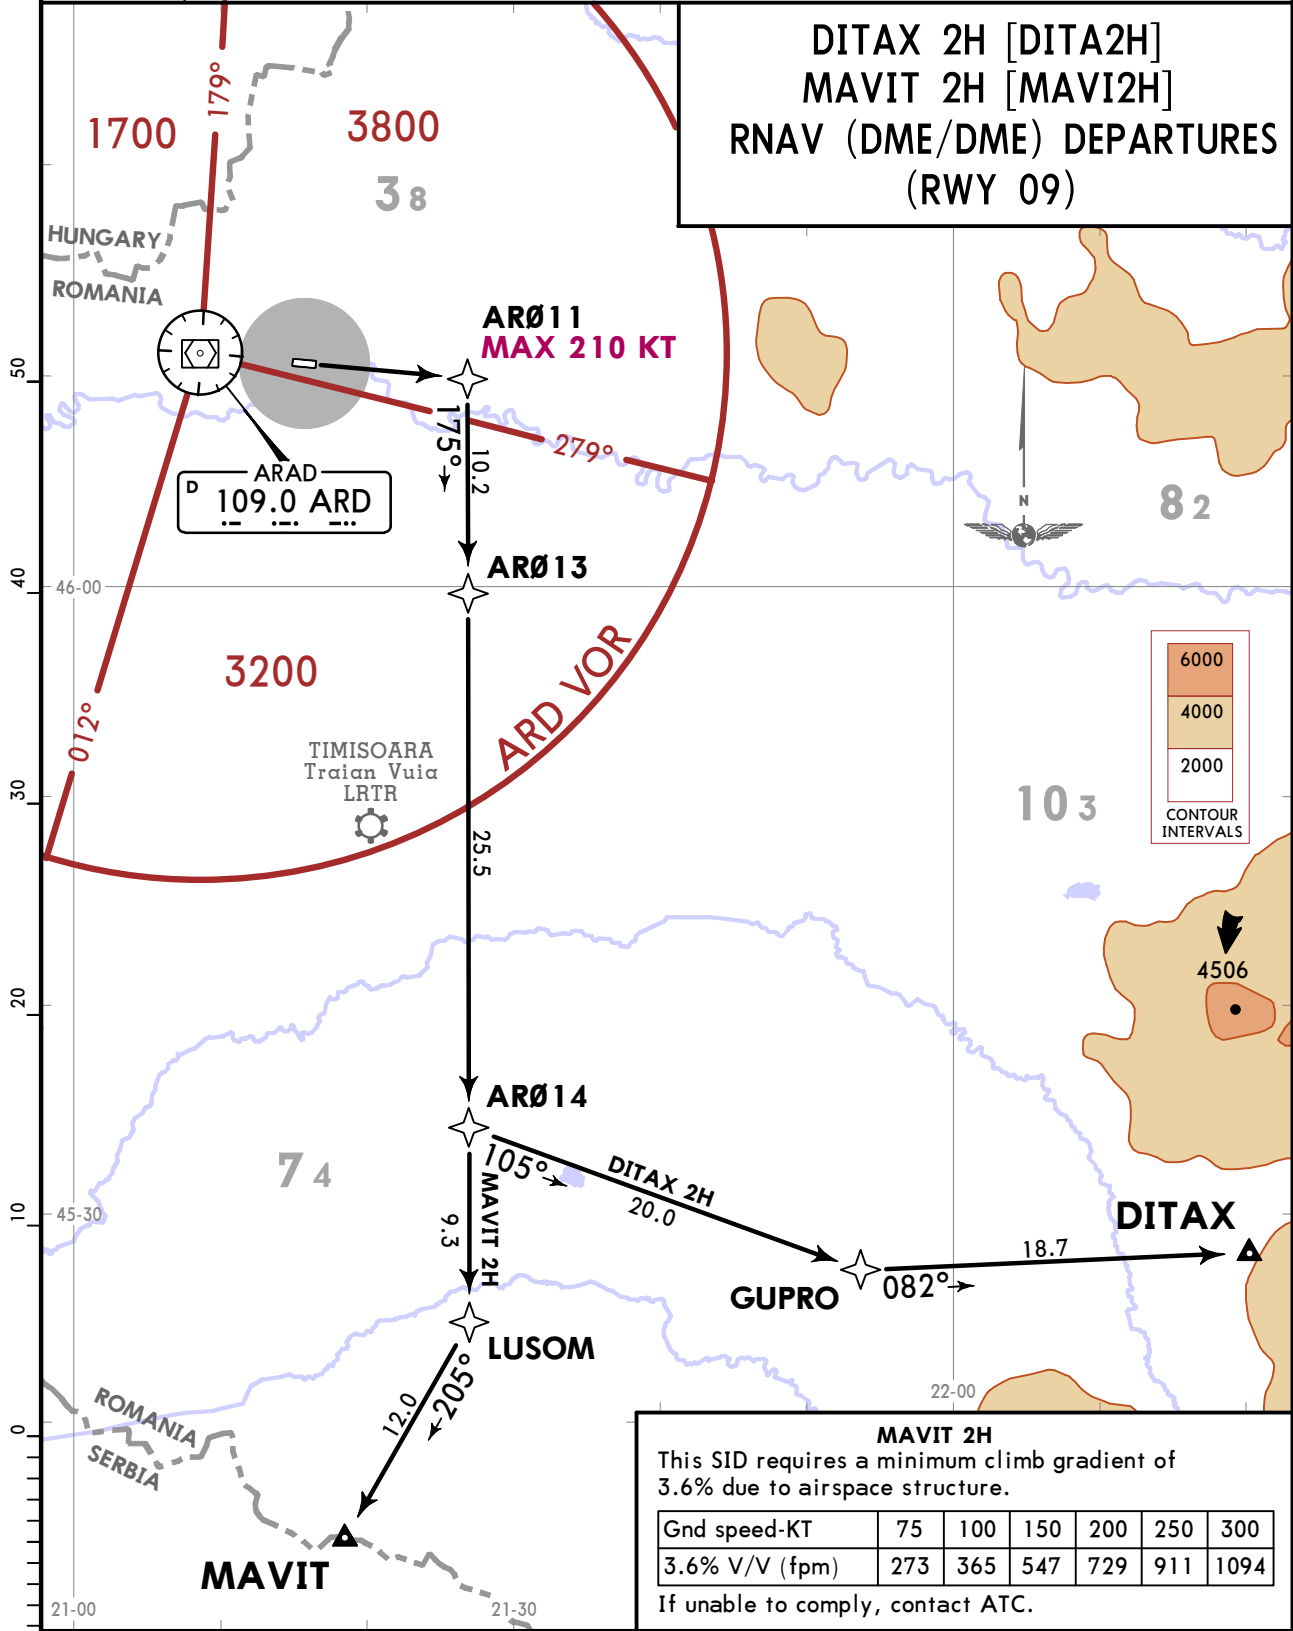 DITAX 2H [DITA2H]
MAVIT 2H [MAVI2H]
RNAV (DME/DME) DEPARTURES
(RWY 09)
179°
1700
3800
38
HUNGARY
ROMANIA
ARØ11
MAX 210 KT
50
175°
10.2
279°
ARAD
D 109.0 ARD
N
82
ARØ13
40
46-00
3200
ARD VOR
012°
TIMISOARA
Traian Vuia
LRTR
6000
4000
2000
CONTOUR
INTERVALS
30
103
25.5
4506
20
ARØ14
105°
DITAX 2H
20.0
74
MAVIT 2H
9.3
10
45-30
DITAX
18.7
GUPRO
082°
LUSOM
205°
12.0
22-00
ROMANIA
SERBIA
0
MAVIT
21-00
21-30
MAVIT 2H
This SID requires a minimum climb gradient of
3.6% due to airspace structure.
Gnd speed-KT 75 100 150 200 250 300
3.6% V/V (fpm) 273 365 547 729 911 1094
If unable to comply, contact ATC.